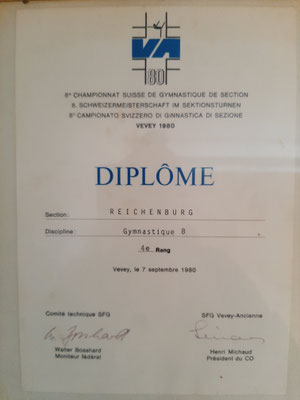 VA
80
8e CHAMPIONNAT SUISSE DE GYMNASTIQUE DE SECTION
8. SCHWEIZERMEISTERSCHAFT IM SEKTIONSTURNEN
8° CAMPIONATO SVIZZERO DI GINNASTICA DI SEZIONE
VEVEY 1980
DIPLÔME
Section: REICHENBURG
Discipline: Gymnastique B
4e Rang
Vevey, le 7 septembre 1980
Comité technique SFG SFG Vevey-Ancienne
Walter Bosshard Henri Michaud
Moniteur fédéral Président du CO